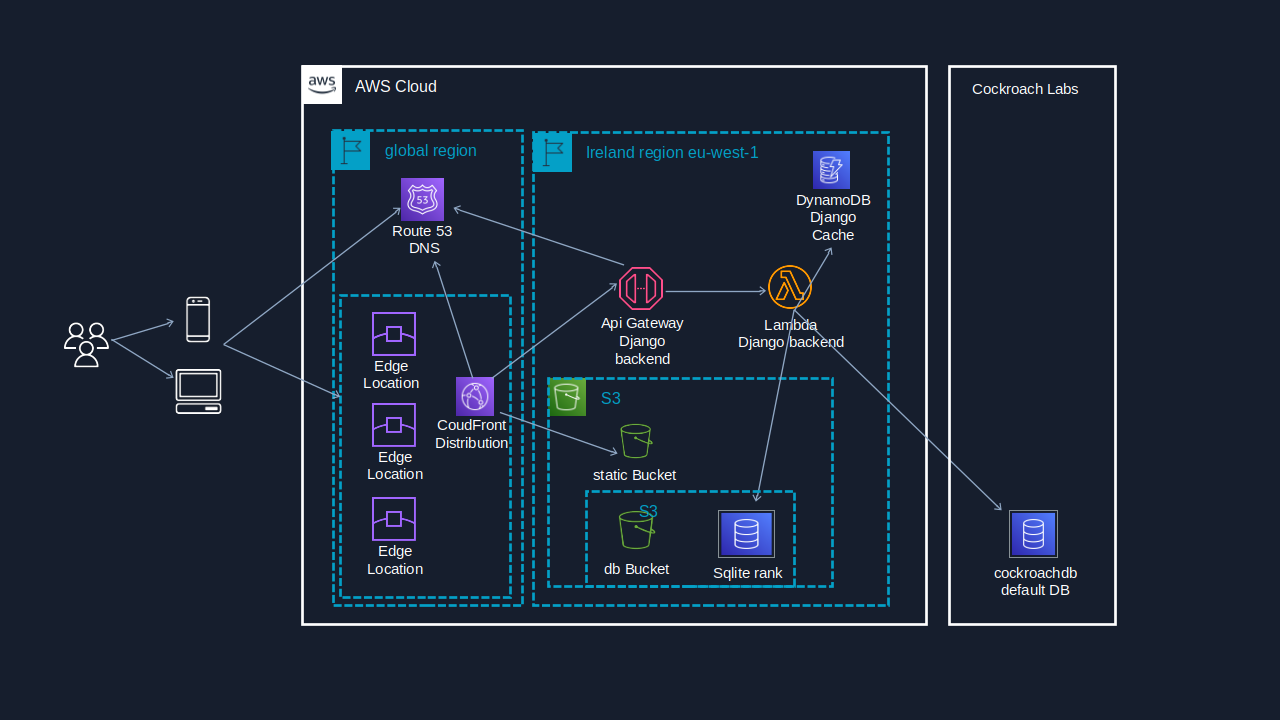 aws
AWS Cloud
Cockroach Labs
global region
Ireland region eu-west-1
53
Route 53
DNS
DynamoDB
Django
Cache
Api Gateway
Django
backend
Lambda
Django backend
Edge
Location
Edge
Location
Edge
Location
CoudFront
Distribution
S3
static Bucket
S3
db Bucket
Sqlite rank
cockroachdb
default DB